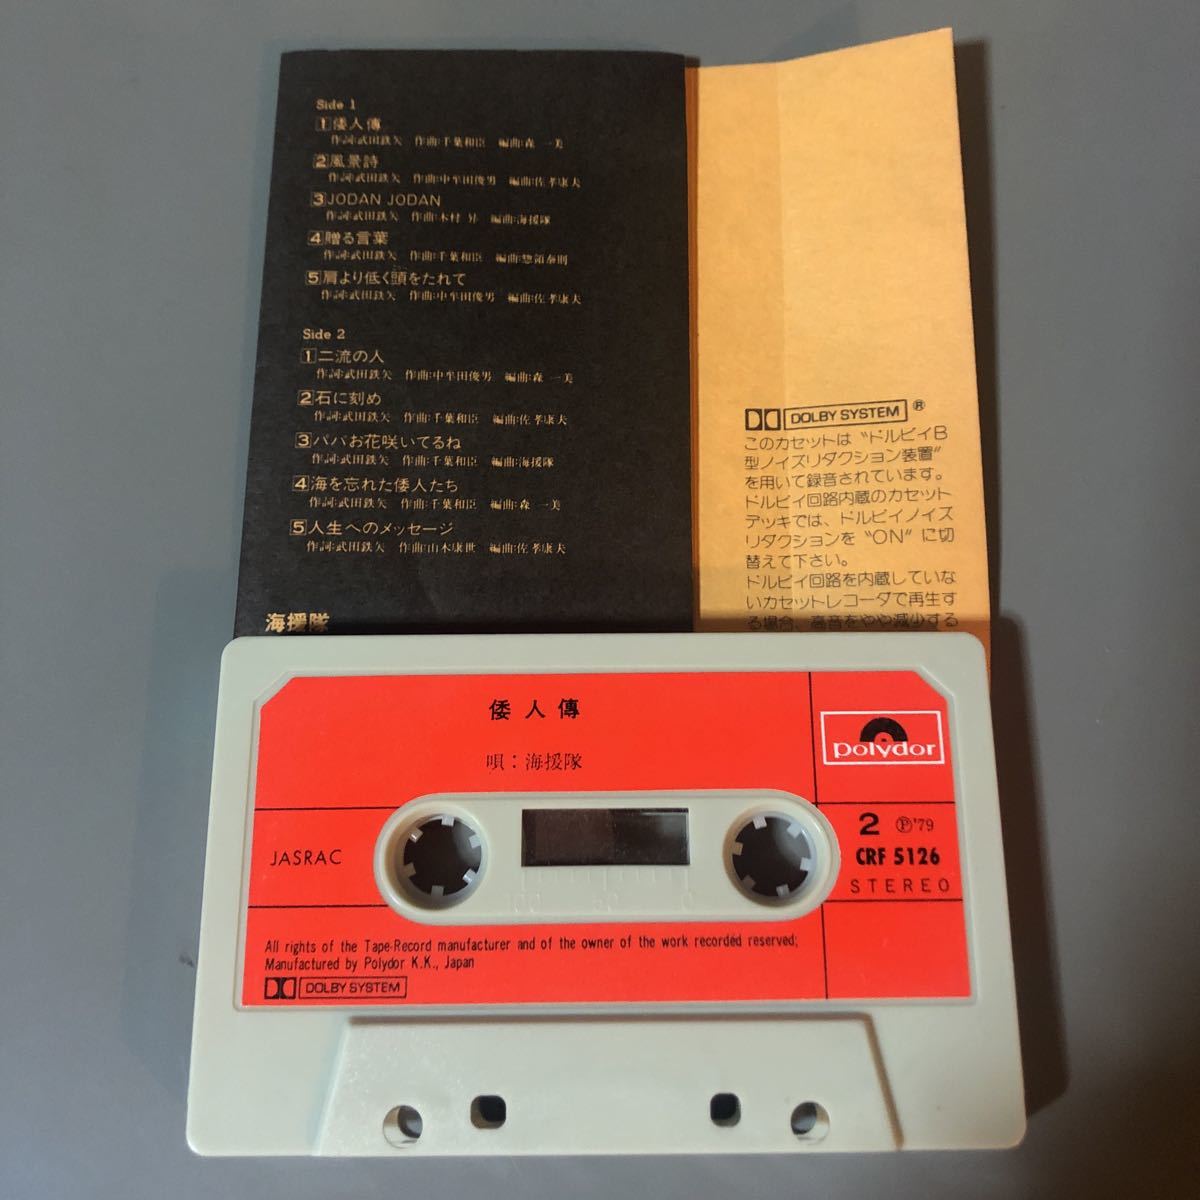 Side 1
1 倭人傳
作詞:武田鉄矢 作曲:千葉和臣 編曲:森 一美
2 風景詩
作詞:武田鉄矢 作曲:中牟田俊男 編曲:佐孝康夫
3 JODAN JODAN
作詞:武田鉄矢 作曲:木村 昇 編曲:海援隊
4 贈る言葉
作詞:武田鉄矢 作曲:千葉和臣 編曲:惣領泰則
5 肩より低く頭をたれて
作詞:武田鉄矢 作曲:中牟田俊男 編曲:佐孝康夫
Side 2
1 二流の人
作詞:武田鉄矢 作曲:中牟田俊男 編曲:森 一美
2 石に刻め
作詞:武田鉄矢 作曲:千葉和臣 編曲:佐孝康夫
3 パパお花咲いてるね
作詞:武田鉄矢 作曲:千葉和臣 編曲:海援隊
4 海を忘れた倭人たち
作詞:武田鉄矢 作曲:千葉和臣 編曲:森 一美
5 人生へのメッセージ
作詞:武田鉄矢 作曲:山木康世 編曲:佐孝康夫
海援隊
DOLBY SYSTEM ®
このカセットは“ドルビィB
型ノイズリダクション装置”
を用いて録音されています。
ドルビィ回路内蔵のカセット
デッキでは、ドルビィノイズ
リダクションを“ON”に切
替えて下さい。
ドルビィ回路を内蔵していな
いカセットレコーダで再生す
る場合、高音をやや減少する
倭人傳
唄:海援隊
polydor
2 Ⓟ'79
JASRAC
CRF 5126
STEREO
100 50 0
All rights of the Tape-Record manufacturer and of the owner of the work recorded reserved;
Manufactured by Polydor K.K., Japan
DOLBY SYSTEM